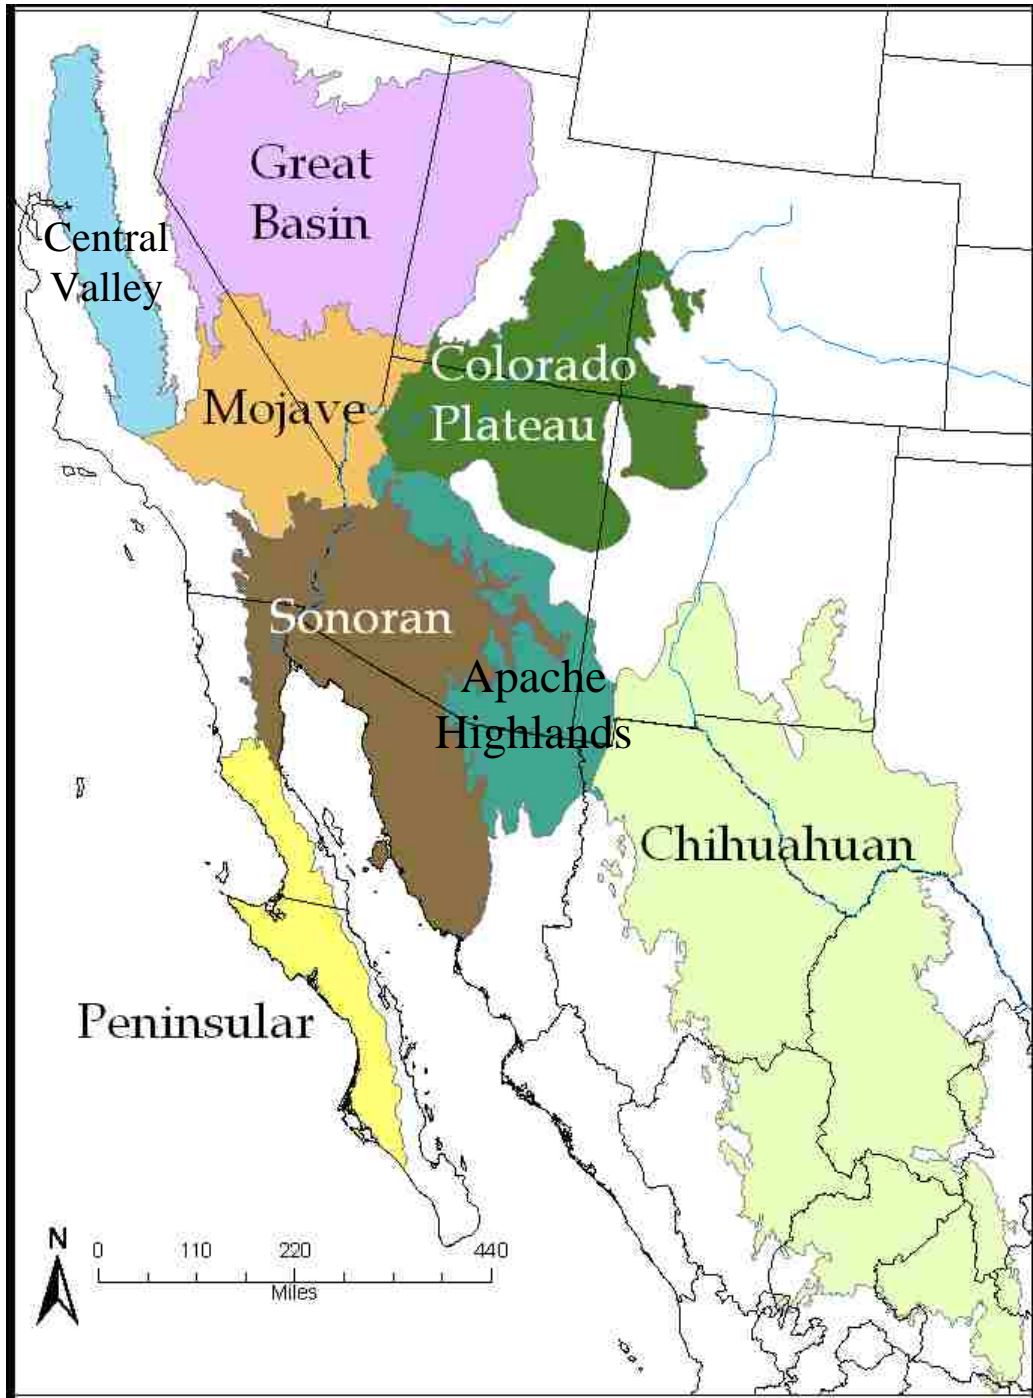 Great
Basin
Central
Valley
Colorado
Plateau
Mojave
Sonoran
Apache
Highlands
Chihuahuan
Peninsular
N
0 110 220 440
Miles